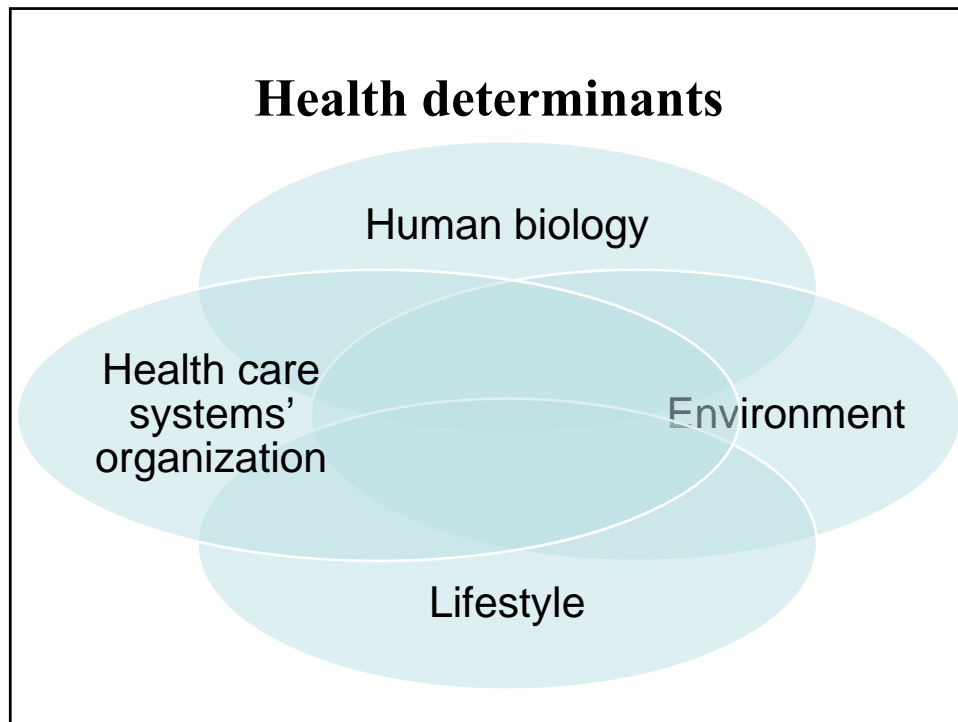 Health determinants
Human biology
Health care
systems’
organization
Environment
Lifestyle